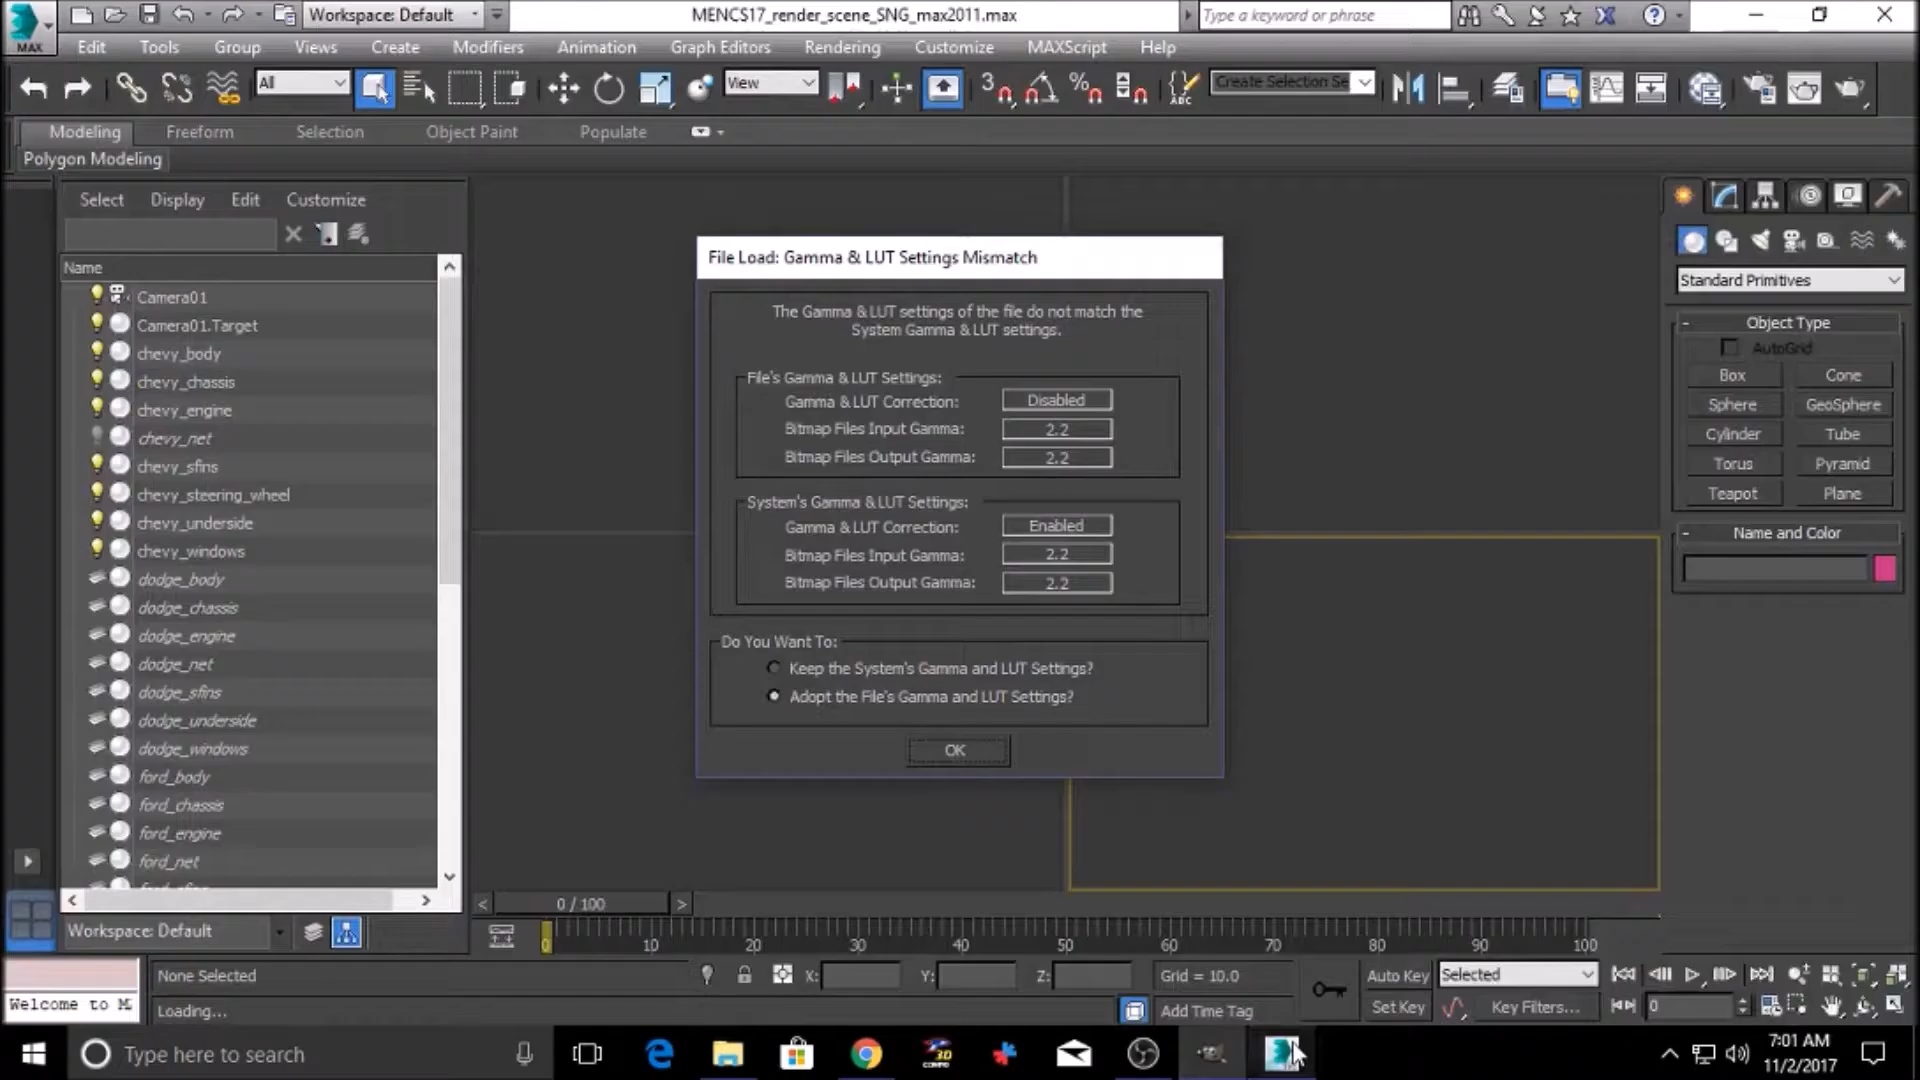 Workspace: Default
MENCS17_render_scene_SNG_max2011.max
Type a keyword or phrase
MAX
Edit Tools Group Views Create Modifiers Animation Graph Editors Rendering Customize MAXScript Help
All
View
3
%
ABC
Create Selection Se
Modeling Freeform Selection Object Paint Populate
Polygon Modeling
Select Display Edit Customize
Name
Camera01
Camera01.Target
chevy_body
chevy_chassis
chevy_engine
chevy_net
chevy_sfins
chevy_steering_wheel
chevy_underside
chevy_windows
dodge_body
dodge_chassis
dodge_engine
dodge_net
dodge_sfins
dodge_underside
dodge_windows
ford_body
ford_chassis
ford_engine
ford_net
File Load: Gamma & LUT Settings Mismatch
The Gamma & LUT settings of the file do not match the
System Gamma & LUT settings.
File's Gamma & LUT Settings:
Gamma & LUT Correction: Disabled
Bitmap Files Input Gamma: 2.2
Bitmap Files Output Gamma: 2.2
System's Gamma & LUT Settings:
Gamma & LUT Correction: Enabled
Bitmap Files Input Gamma: 2.2
Bitmap Files Output Gamma: 2.2
Do You Want To:
Keep the System's Gamma and LUT Settings?
Adopt the File's Gamma and LUT Settings?
OK
Standard Primitives
- Object Type
AutoGrid
Box Cone
Sphere GeoSphere
Cylinder Tube
Torus Pyramid
Teapot Plane
- Name and Color
< 0 / 100 >
Workspace: Default
0 10 20 30 40 50 60 70 80 90 100
None Selected X: Y: Z: Grid = 10.0 Auto Key Selected
Welcome to M
Loading... Add Time Tag Set Key Key Filters... 0
Type here to search
3D
7:01 AM
11/2/2017